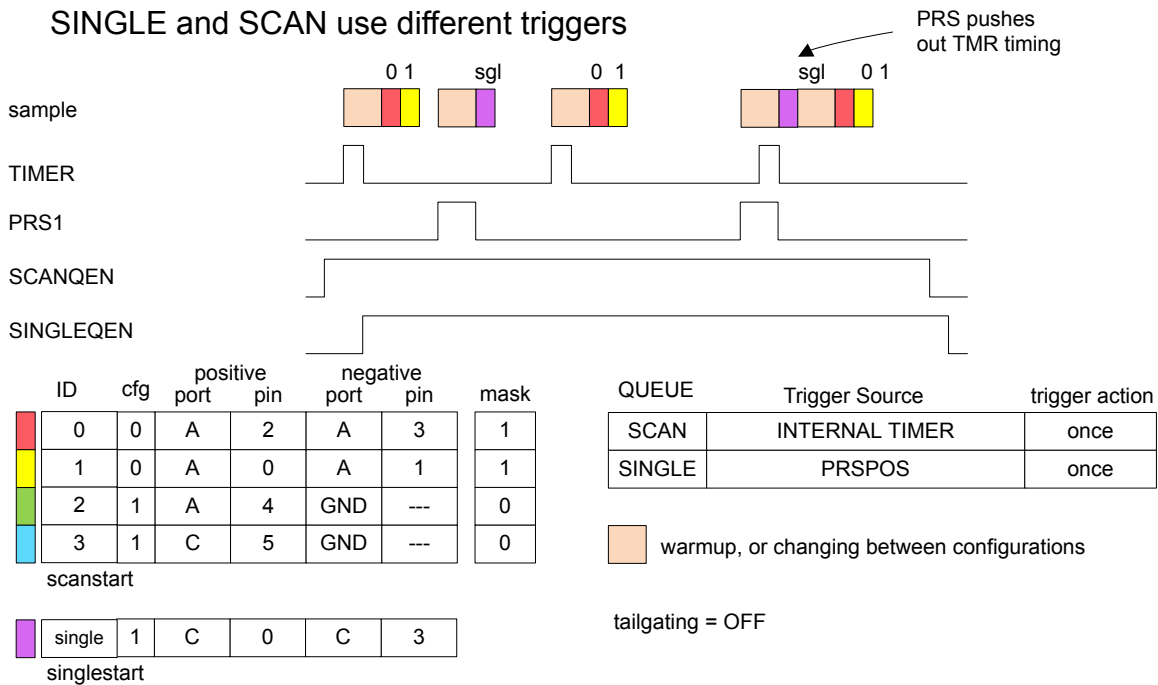 SINGLE and SCAN use different triggers
PRS pushes
out TMR timing
0 1 sgl 0 1 sgl 0 1
sample
TIMER
PRS1
SCANQEN
SINGLEQEN
positive negative
ID cfg port pin port pin mask
0 0 A 2 A 3 1
1 0 A 0 A 1 1
2 1 A 4 GND --- 0
3 1 C 5 GND --- 0
scanstart
single 1 C 0 C 3
singlestart
QUEUE Trigger Source trigger action
SCAN INTERNAL TIMER once
SINGLE PRSPOS once
warmup, or changing between configurations
tailgating = OFF